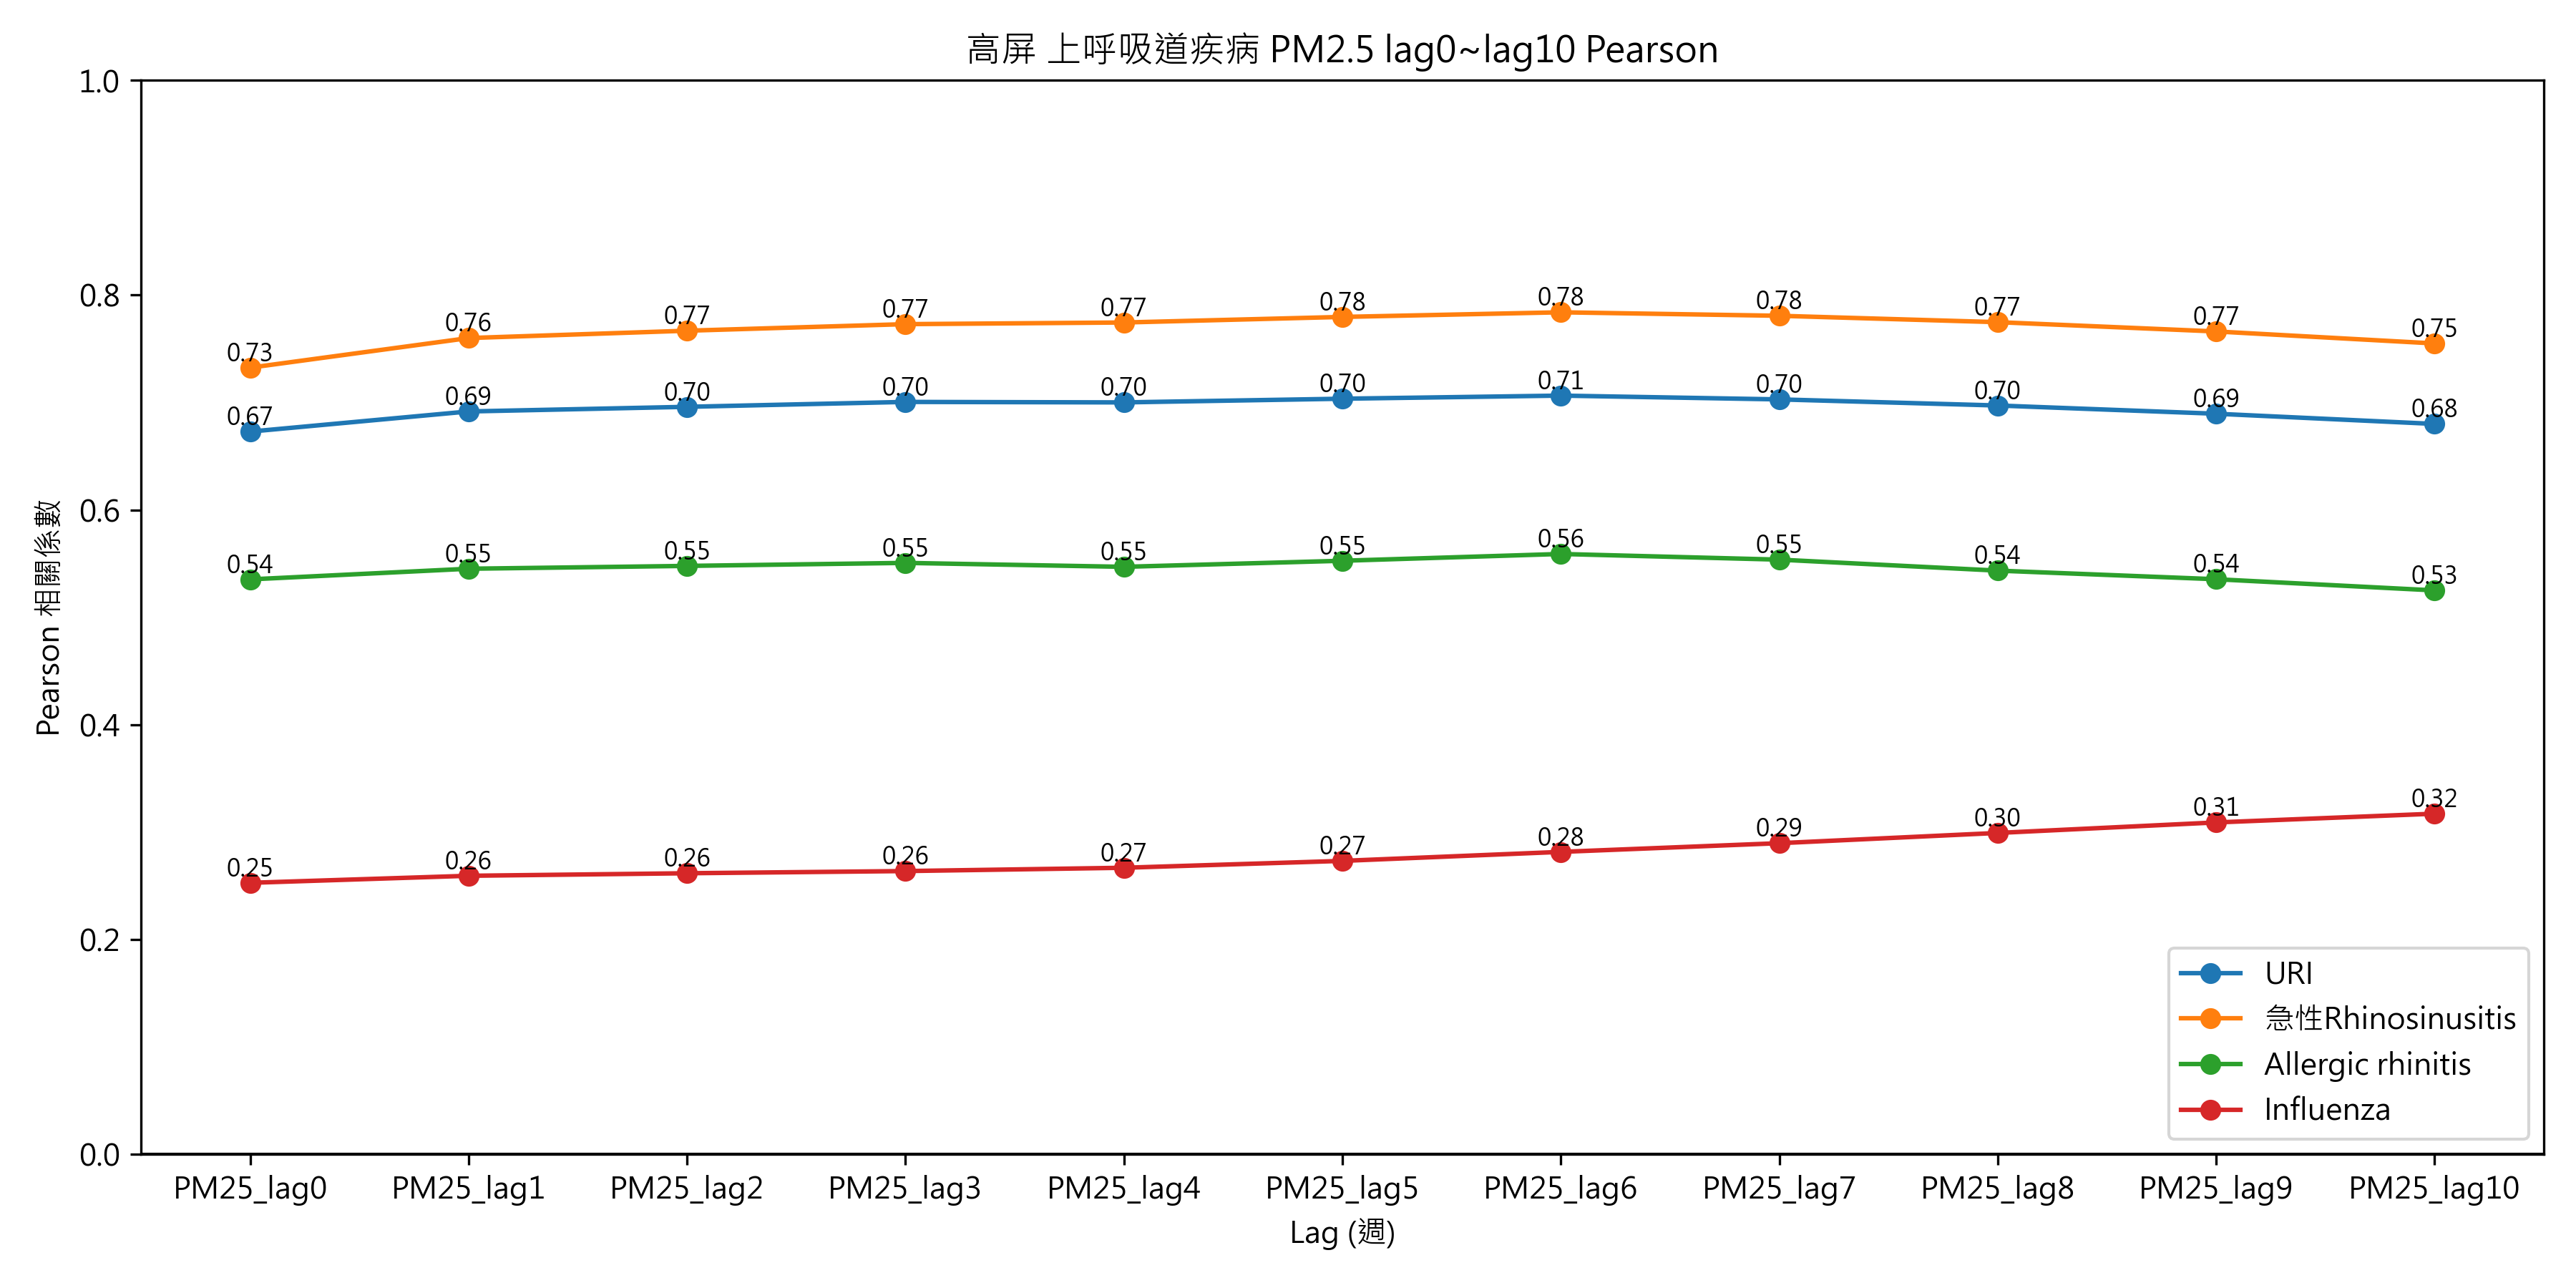 高屏 上呼吸道疾病 PM2.5 lag0~lag10 Pearson
Pearson 相關係數
1.0
0.8
0.6
0.4
0.2
0.0
0.73 0.76 0.77 0.77 0.77 0.78 0.78 0.78 0.77 0.77 0.75
0.67 0.69 0.70 0.70 0.70 0.70 0.71 0.70 0.70 0.69 0.68
0.54 0.55 0.55 0.55 0.55 0.55 0.56 0.55 0.54 0.54 0.53
0.25 0.26 0.26 0.26 0.27 0.27 0.28 0.29 0.30 0.31 0.32
URI
急性Rhinosinusitis
Allergic rhinitis
Influenza
PM25_lag0 PM25_lag1 PM25_lag2 PM25_lag3 PM25_lag4 PM25_lag5 PM25_lag6 PM25_lag7 PM25_lag8 PM25_lag9 PM25_lag10
Lag (週)